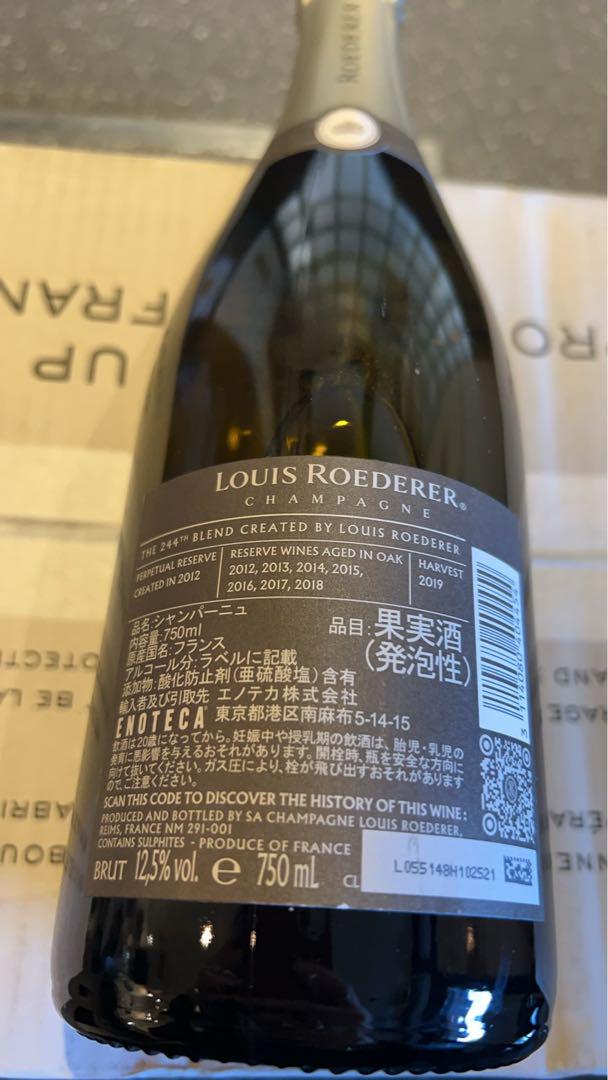 ROEDERER
LOUIS ROEDERER®
CHAMPAGNE
THE 244TH BLEND CREATED BY LOUIS ROEDERER
PERPETUAL RESERVE
CREATED IN 2012
RESERVE WINES AGED IN OAK
2012, 2013, 2014, 2015,
2016, 2017, 2018
HARVEST
2019
品名:シャンパーニュ
内容量:750ml
原産国名:フランス
アルコール分:ラベルに記載
添加物:酸化防止剤(亜硫酸塩)含有
輸入者及び引取先 エノテカ株式会社
ENOTECA 東京都港区南麻布5-14-15
品目:果実酒
(発泡性)
飲酒は20歳になってから。妊娠中や授乳期の飲酒は、胎児・乳児の
発育に悪影響を与えるおそれがあります。開栓時、瓶を安全な方向に
向けて抜いてください。ガス圧により、栓が飛び出すおそれがあります
ので、ご注意ください。
SCAN THIS CODE TO DISCOVER THE HISTORY OF THIS WINE:
PRODUCED AND BOTTLED BY SA CHAMPAGNE LOUIS ROEDERER,
REIMS, FRANCE NM 291-001
CONTAINS SULPHITES - PRODUCE OF FRANCE
BRUT 12,5% vol. e 750 mL
CL
L055148H102521
FRAN
UP
PRO